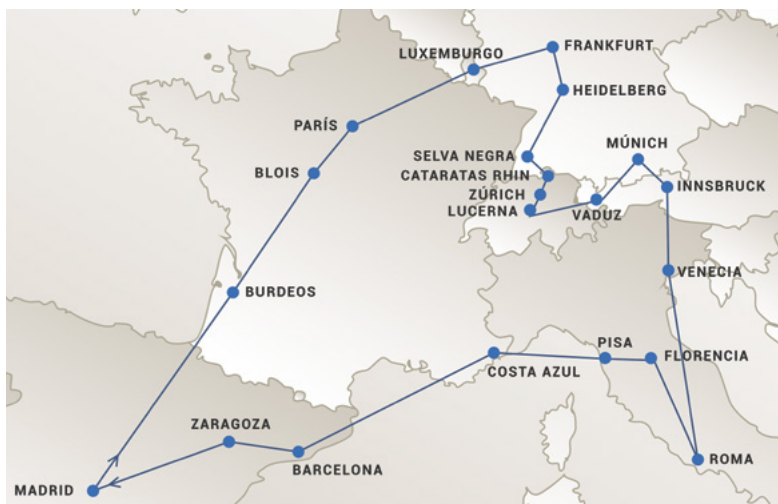 LUXEMBURGO
FRANKFURT
HEIDELBERG
PARÍS
MÚNICH
SELVA NEGRA
BLOIS
CATARATAS RHIN
INNSBRUCK
ZÚRICH
LUCERNA
VADUZ
VENECIA
BURDEOS
PISA
FLORENCIA
COSTA AZUL
ZARAGOZA
BARCELONA
ROMA
MADRID